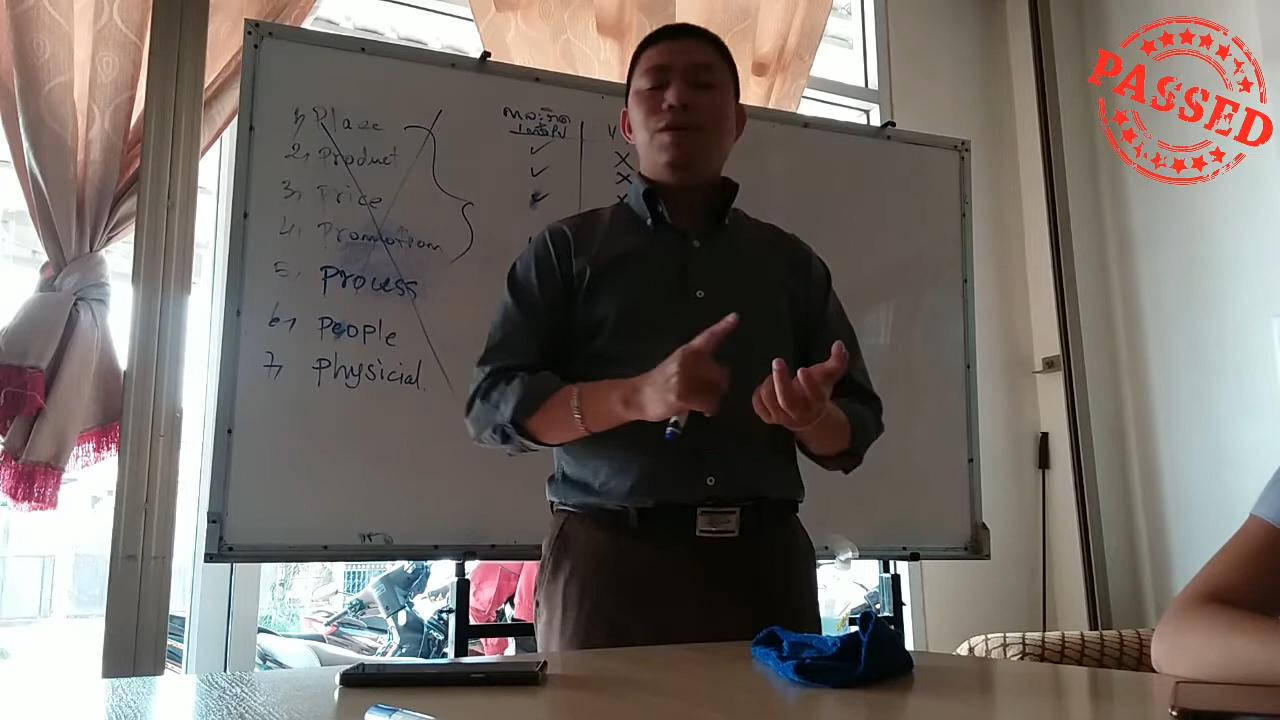 1, Place
2, Product
3, Price
4, Promotion
5, Process
6, People
7, Physicial.
PASSED